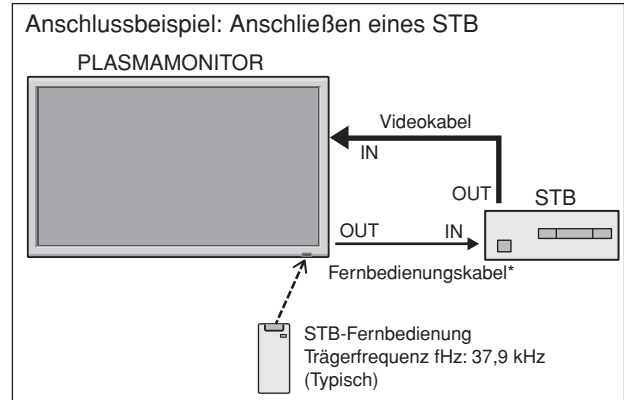 Anschlussbeispiel: Anschließen eines STB
PLASMAMONITOR
Videokabel
IN
OUT
STB
OUT
IN
Fernbedienungskabel*
STB-Fernbedienung
Trägerfrequenz fHz: 37,9 kHz
(Typisch)